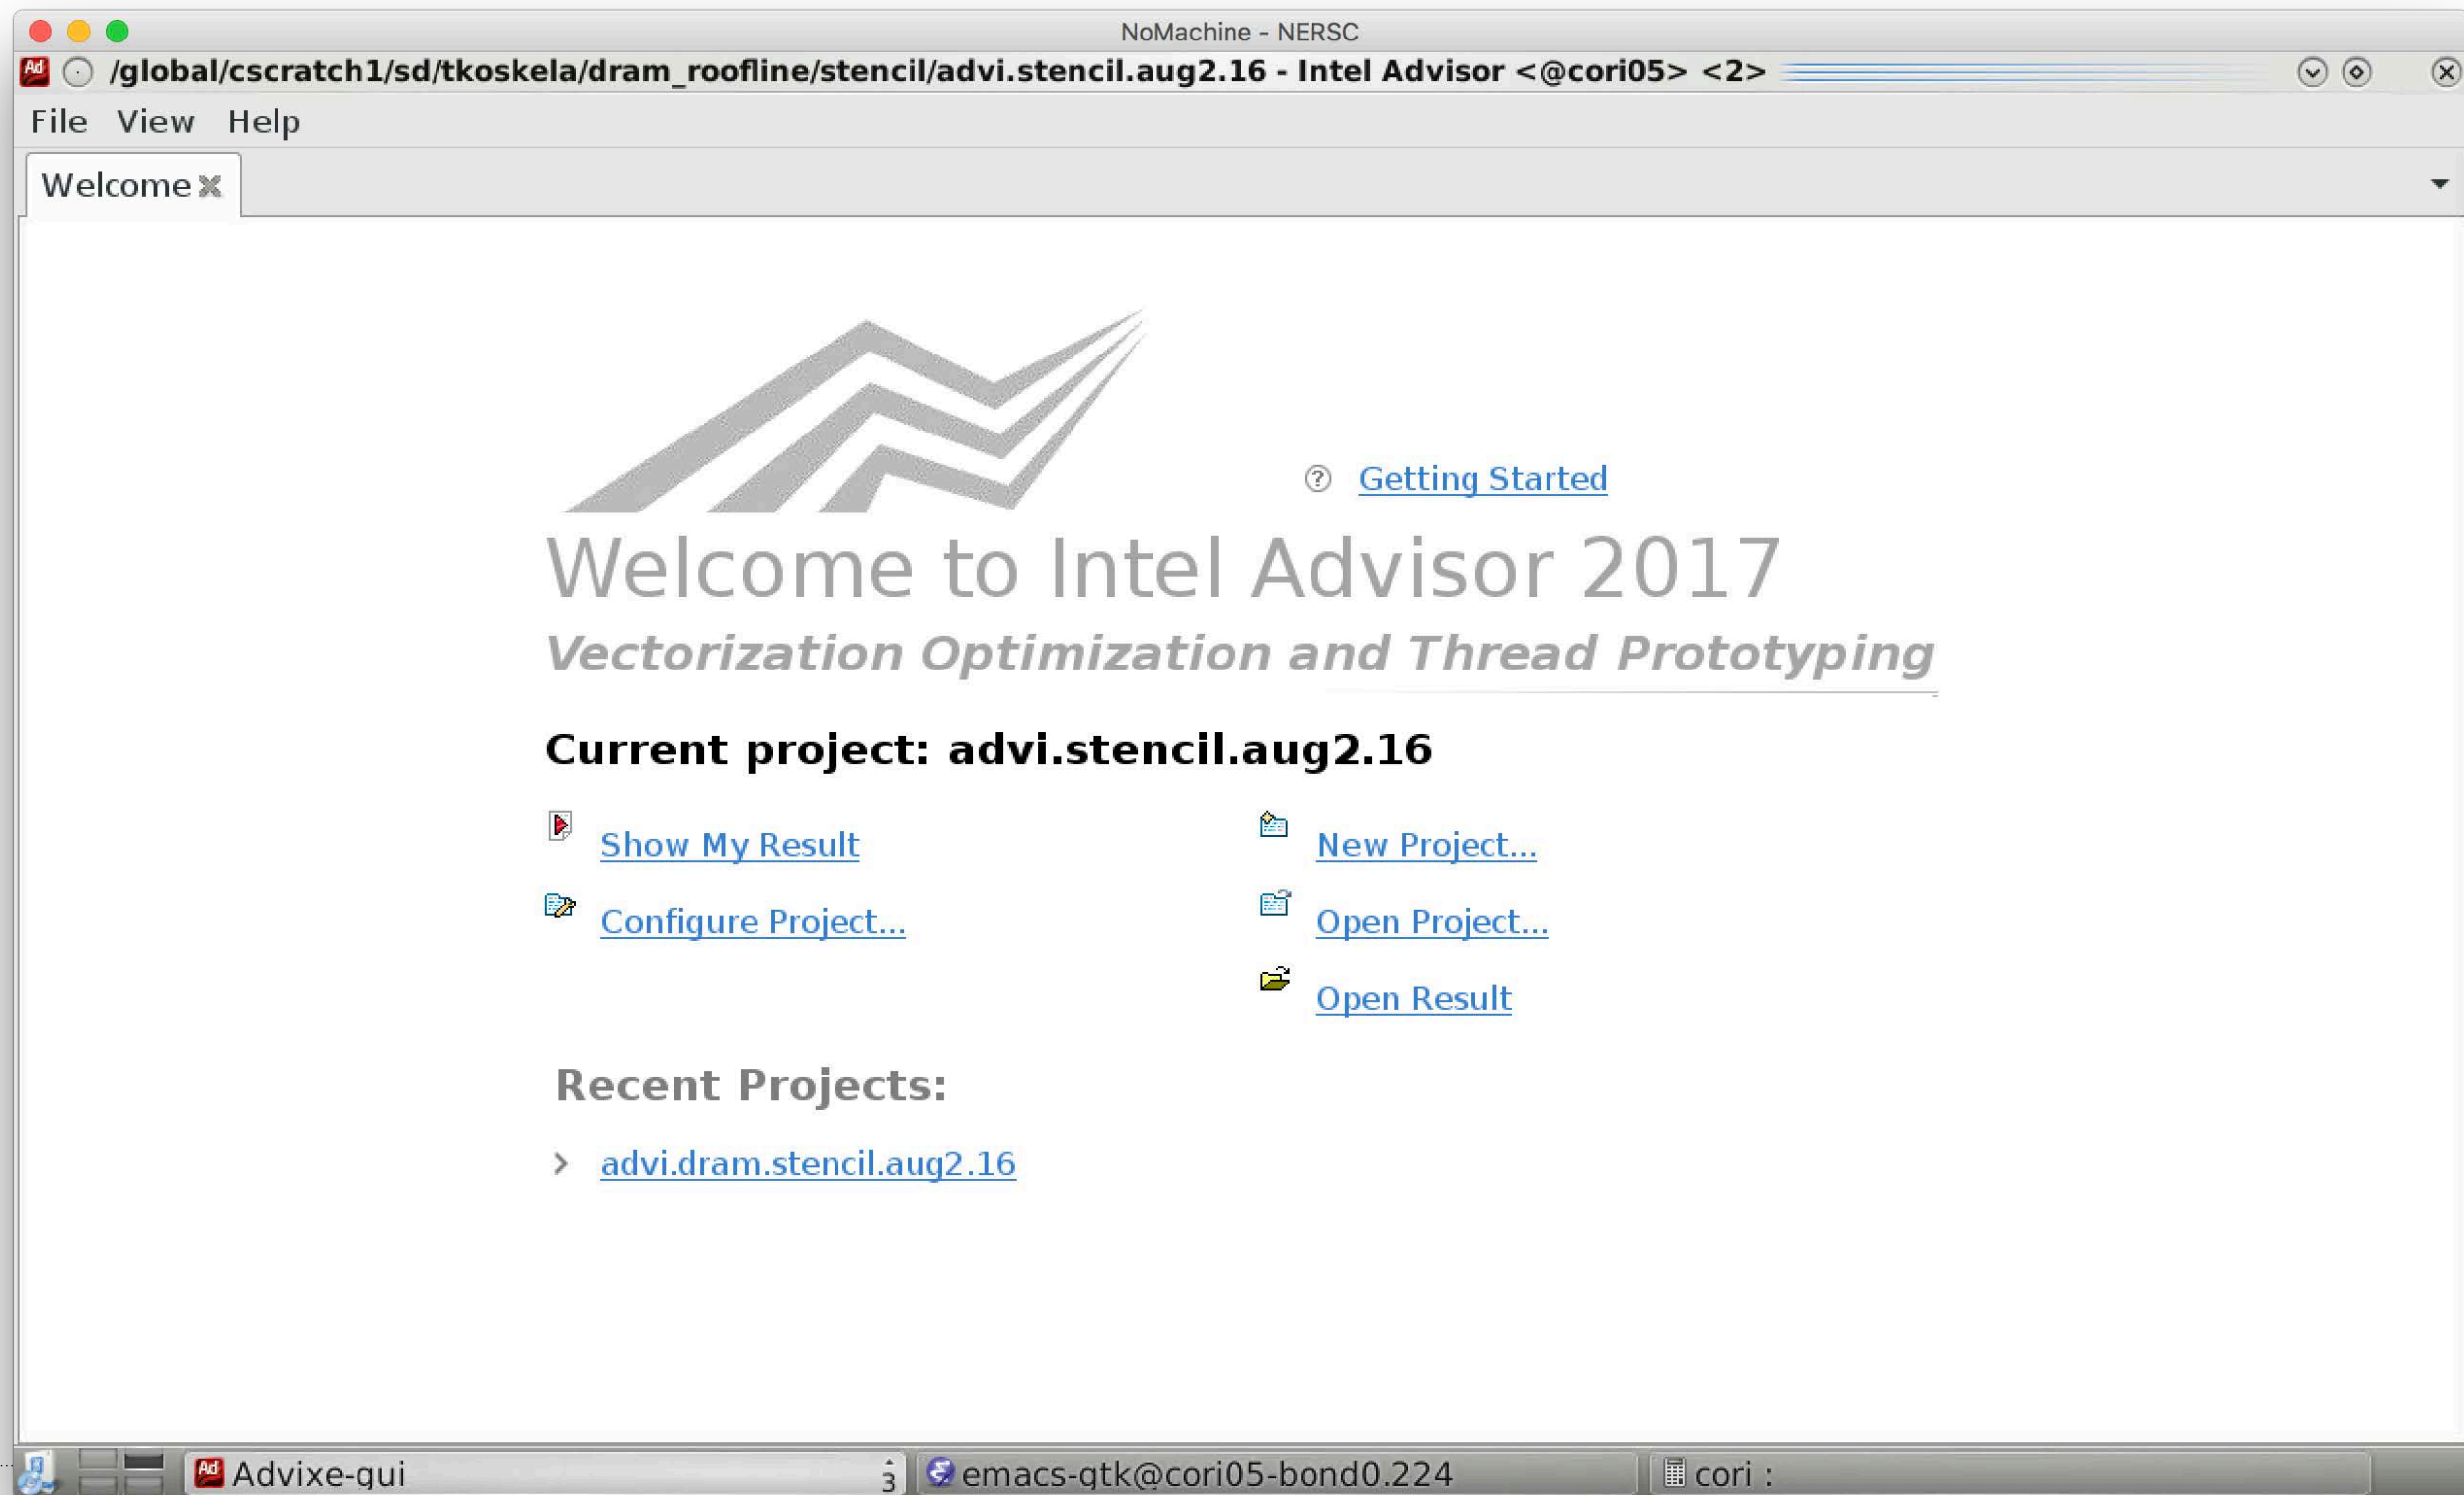 NoMachine - NERSC
Ad /global/cscratch1/sd/tkoskela/dram_roofline/stencil/advi.stencil.aug2.16 - Intel Advisor <@cori05> <2>
File View Help
Welcome
? Getting Started
Welcome to Intel Advisor 2017
Vectorization Optimization and Thread Prototyping
Current project: advi.stencil.aug2.16
Show My Result
New Project...
Configure Project...
Open Project...
Open Result
Recent Projects:
> advi.dram.stencil.aug2.16
Ad Advixe-gui 3 emacs-gtk@cori05-bond0.224 cori :